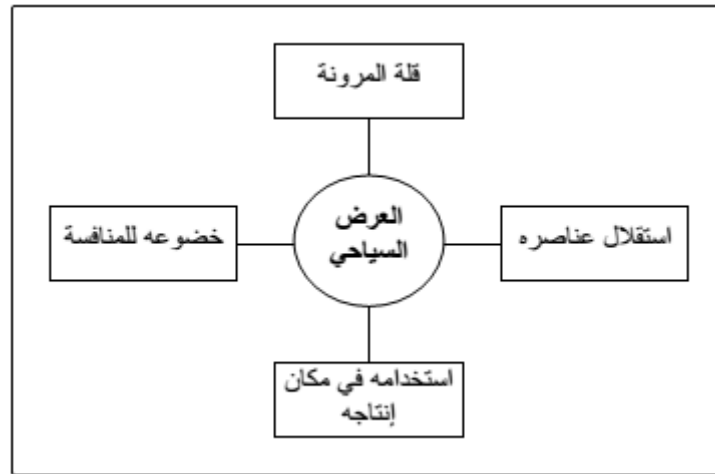 قلة المرونة
العرض
السياحي
استقلال عناصره
خضوعه للمنافسة
استخدامه في مكان
إنتاجه